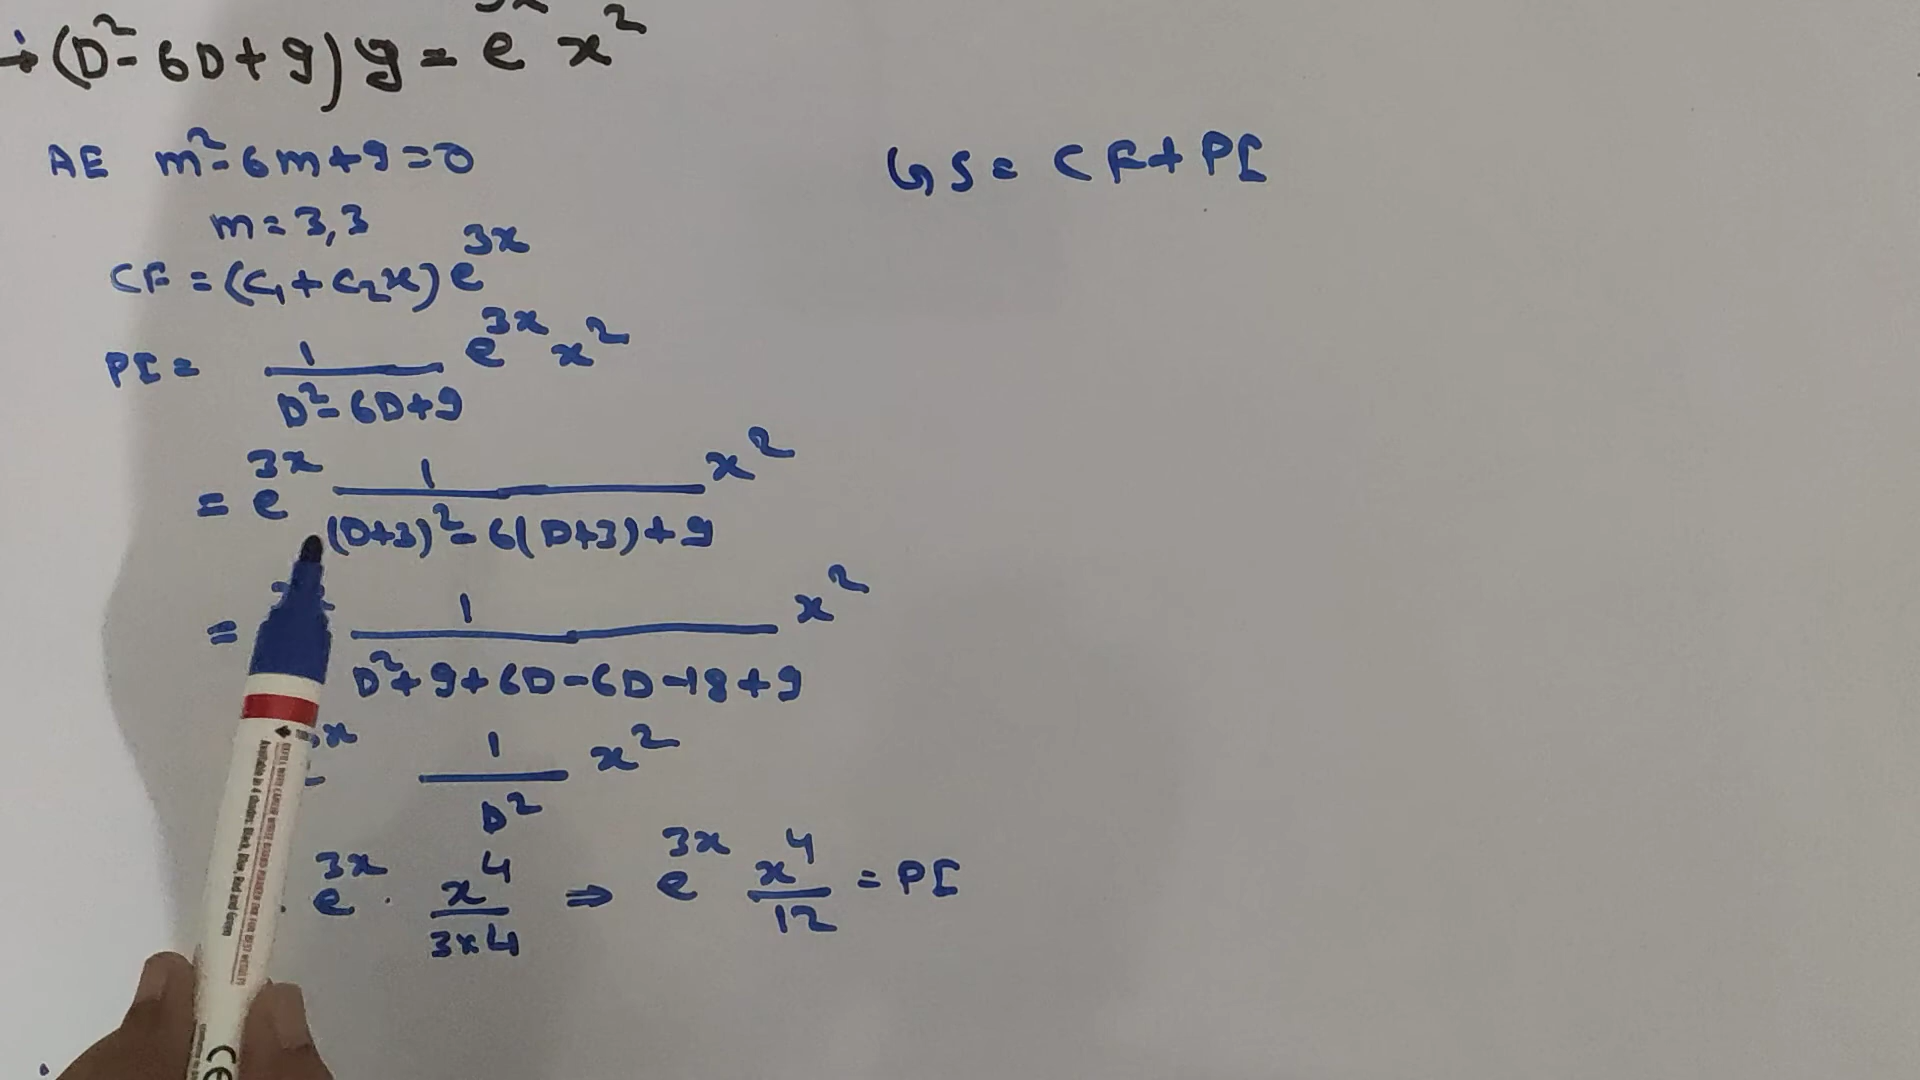 → (D²- 6D+9) y = e^3x x²
AE m²-6m+9=0
m=3,3
CF = (C₁+C₂x) e^3x
PI = 1/(D²-6D+9) e^3x x²
= e^3x 1/((D+3)²-6(D+3)+9) x²
= 1/(D²+9+6D-6D-18+9) x²
x 1/D² x²
e^3x . x⁴/(3x4) ⇒ e^3x x⁴/12 = PI
GS = CF+PI